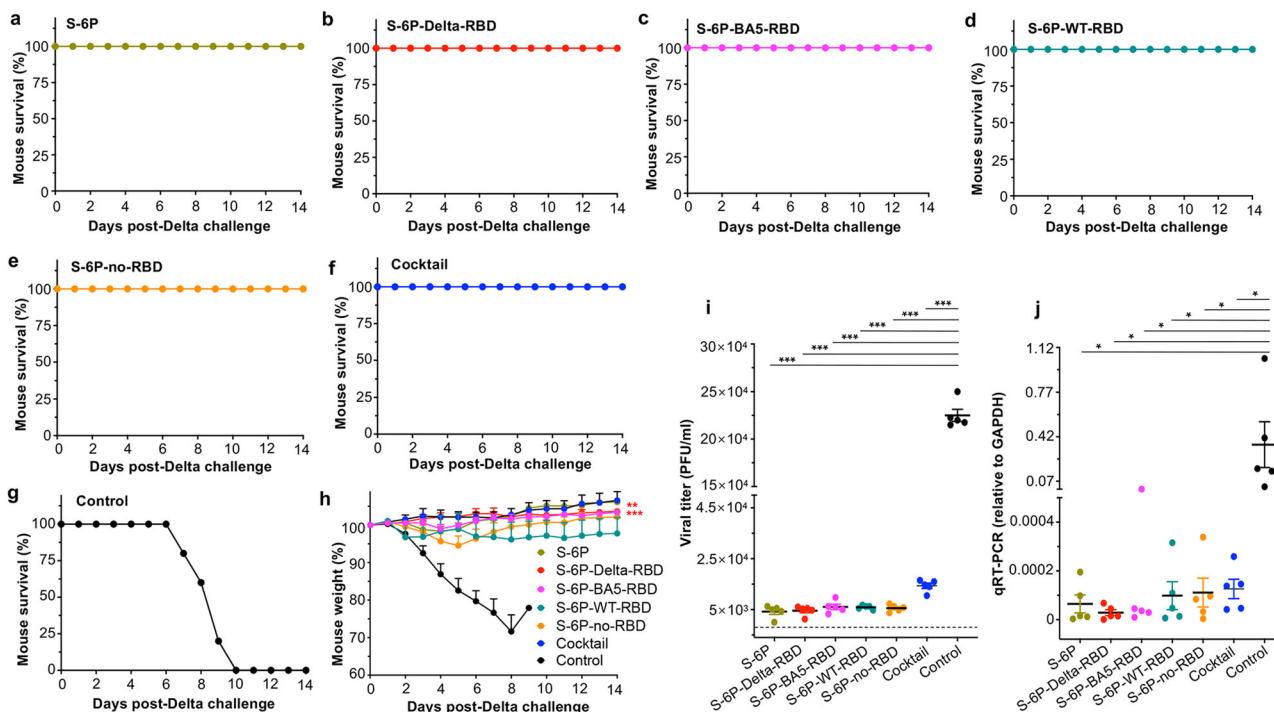 a
S-6P
Mouse survival (%)
100
75
50
25
0
0 2 4 6 8 10 12 14
Days post-Delta challenge
b
S-6P-Delta-RBD
Mouse survival (%)
100
75
50
25
0
0 2 4 6 8 10 12 14
Days post-Delta challenge
c
S-6P-BA5-RBD
Mouse survival (%)
100
75
50
25
0
0 2 4 6 8 10 12 14
Days post-Delta challenge
d
S-6P-WT-RBD
Mouse survival (%)
100
75
50
25
0
0 2 4 6 8 10 12 14
Days post-Delta challenge
e
S-6P-no-RBD
Mouse survival (%)
100
75
50
25
0
0 2 4 6 8 10 12 14
Days post-Delta challenge
f
Cocktail
Mouse survival (%)
100
75
50
25
0
0 2 4 6 8 10 12 14
Days post-Delta challenge
g
Control
Mouse survival (%)
100
75
50
25
0
0 2 4 6 8 10 12 14
Days post-Delta challenge
h
Mouse weight (%)
100
90
80
70
60
**
***
S-6P
S-6P-Delta-RBD
S-6P-BA5-RBD
S-6P-WT-RBD
S-6P-no-RBD
Cocktail
Control
0 2 4 6 8 10 12 14
Days post-Delta challenge
i
***
***
***
***
***
***
Viral titer (PFU/ml)
30×10⁴
25×10⁴
20×10⁴
15×10⁴
4.5×10⁴
2.5×10⁴
5×10³
S-6P
S-6P-Delta-RBD
S-6P-BA5-RBD
S-6P-WT-RBD
S-6P-no-RBD
Cocktail
Control
j
*
*
*
*
*
*
qRT-PCR (relative to GAPDH)
1.12
0.77
0.42
0.07
0.0004
0.0002
0
S-6P
S-6P-Delta-RBD
S-6P-BA5-RBD
S-6P-WT-RBD
S-6P-no-RBD
Cocktail
Control